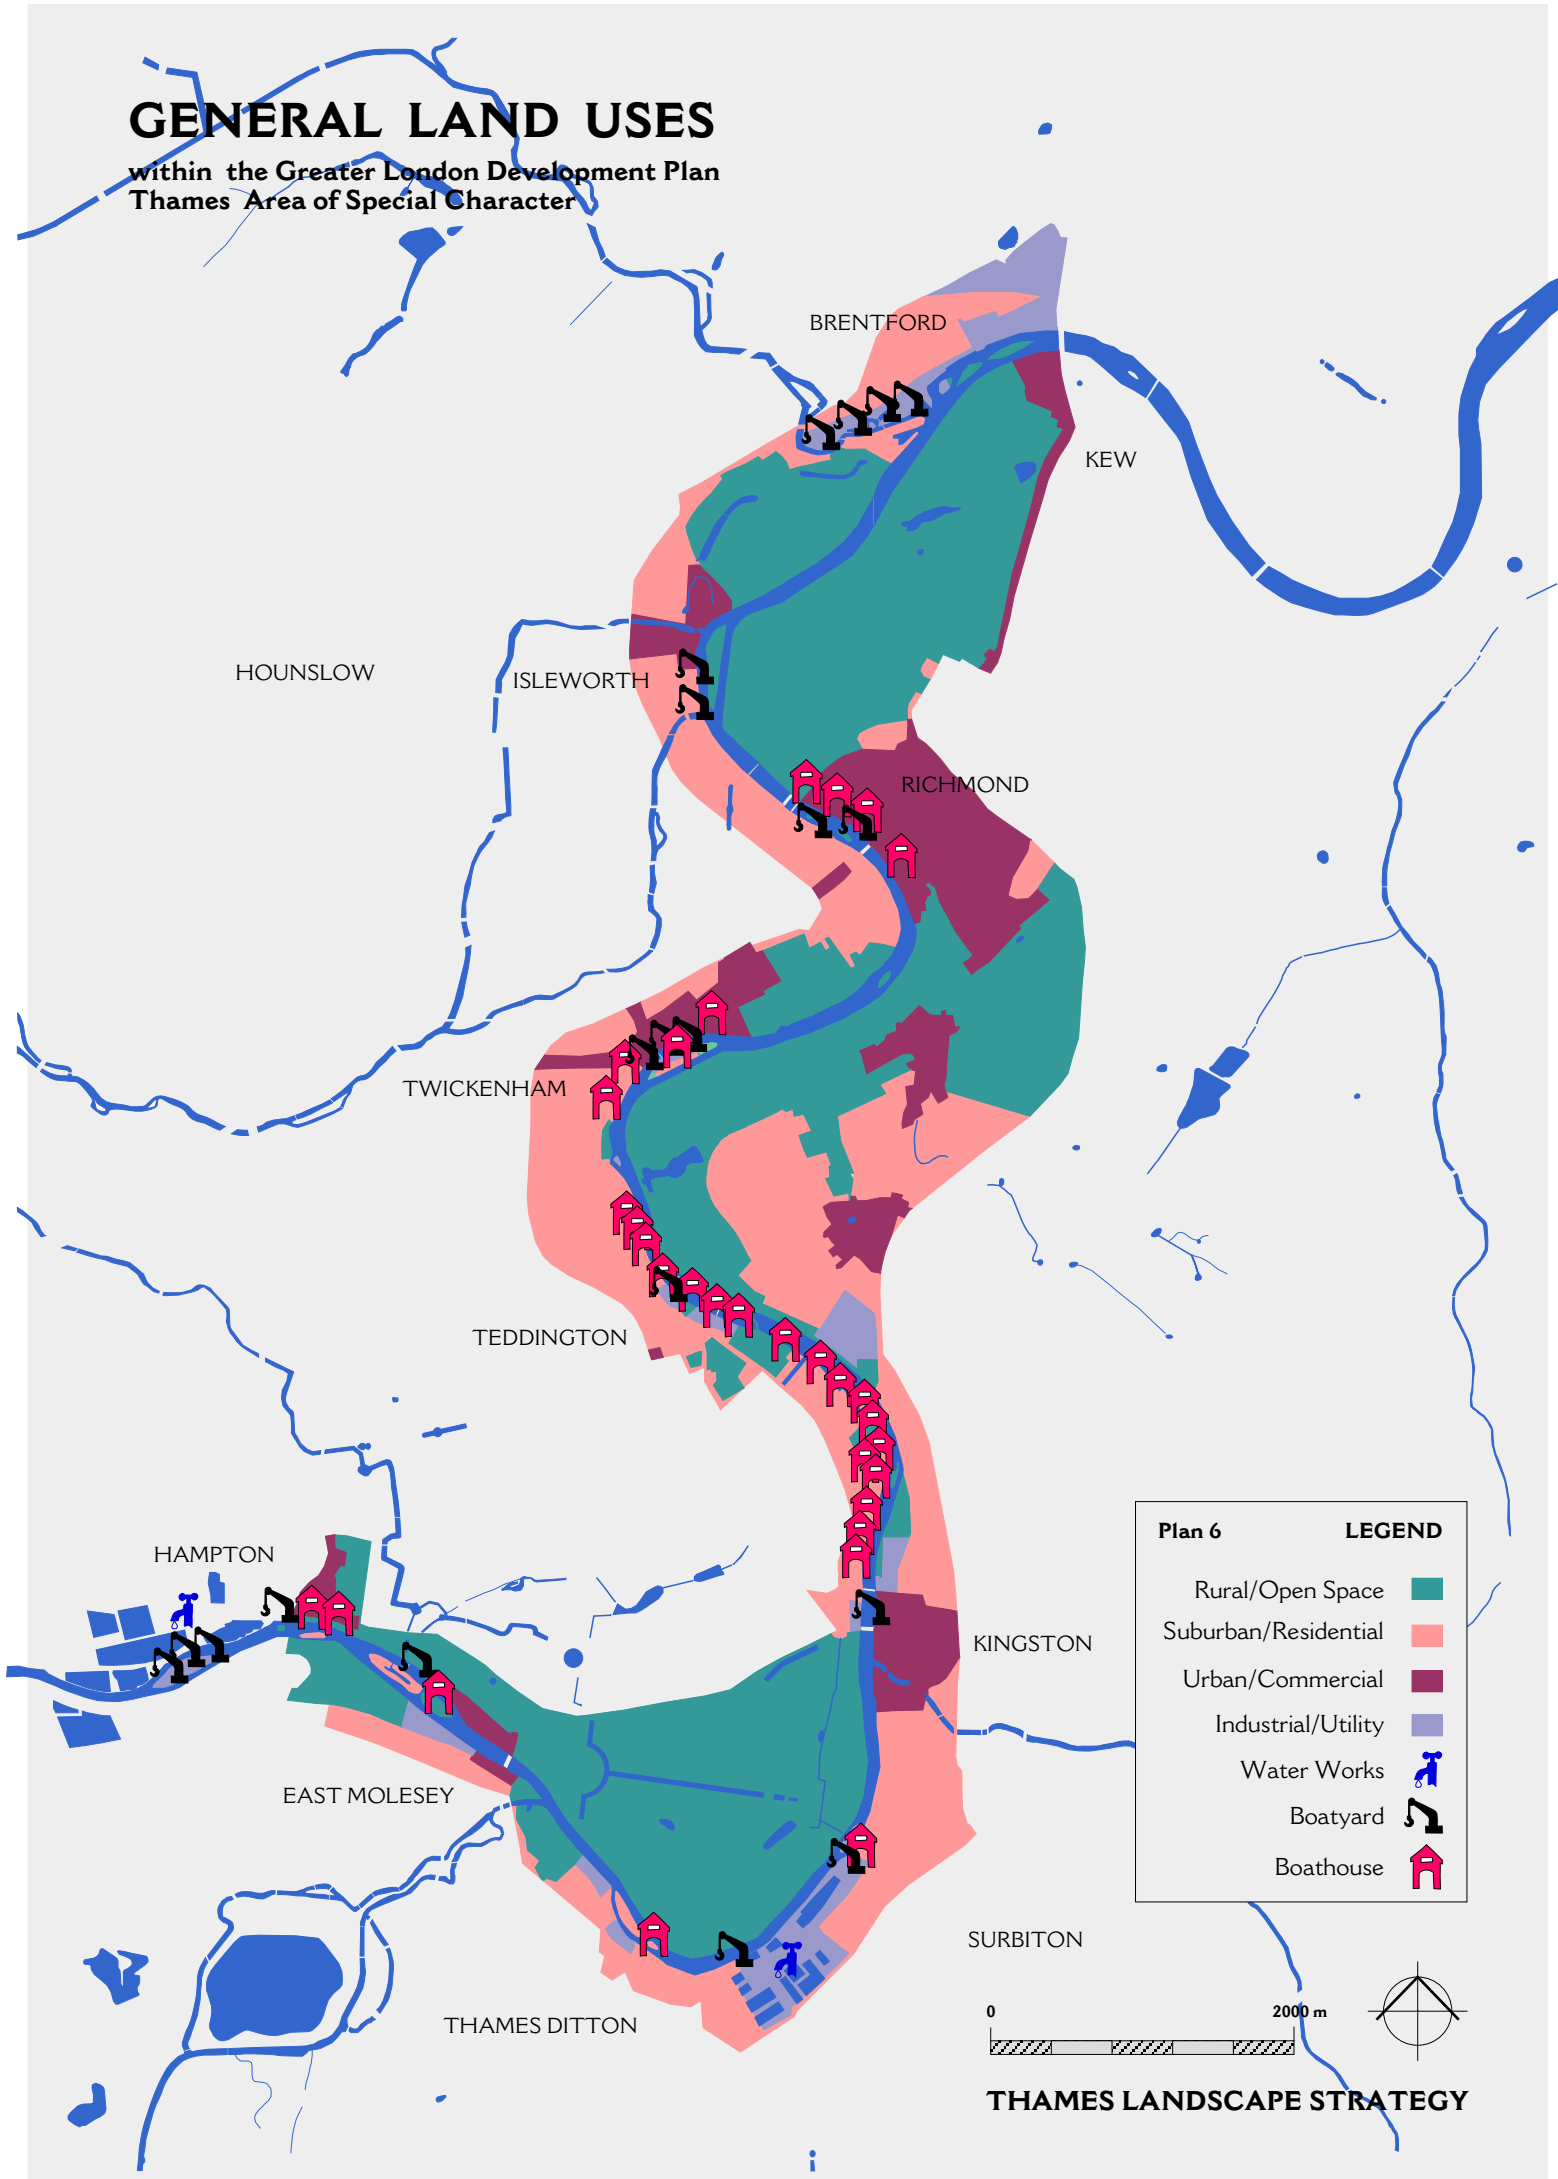 GENERAL LAND USES
within the Greater London Development Plan
Thames Area of Special Character
BRENTFORD
KEW
HOUNSLOW
ISLEWORTH
RICHMOND
TWICKENHAM
TEDDINGTON
HAMPTON
KINGSTON
EAST MOLESEY
SURBITON
THAMES DITTON
Plan 6 LEGEND
Rural/Open Space
Suburban/Residential
Urban/Commercial
Industrial/Utility
Water Works
Boatyard
Boathouse
0 2000 m
THAMES LANDSCAPE STRATEGY